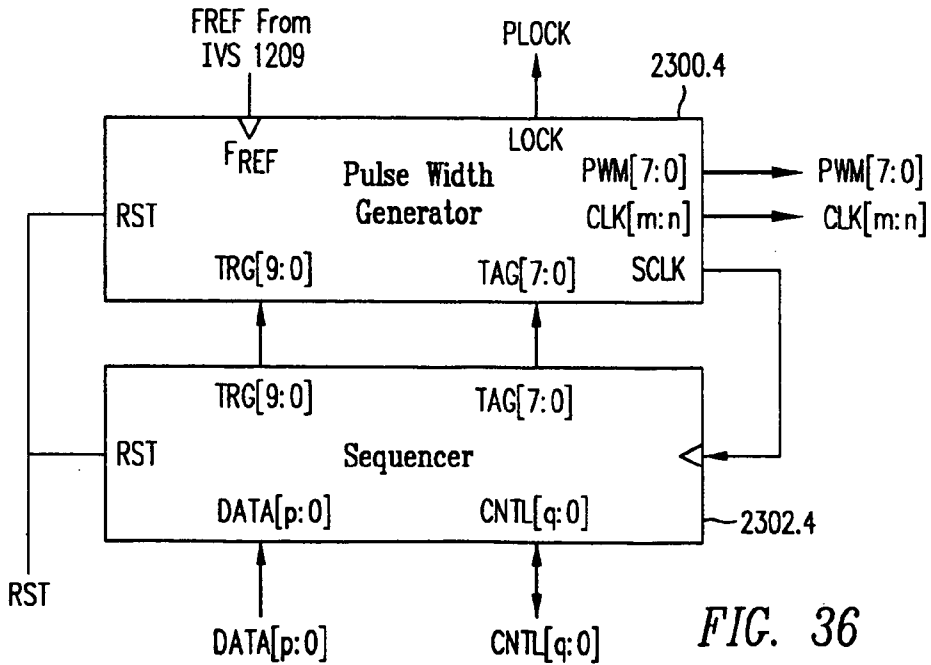 FREF From
IVS 1209
PLOCK
2300.4
FREF
LOCK
Pulse Width
Generator
PWM[7:0]
PWM[7:0]
RST
CLK[m:n]
CLK[m:n]
TRG[9:0]
TAG[7:0]
SCLK
TRG[9:0]
TAG[7:0]
RST
Sequencer
DATA[p:0]
CNTL[q:0]
2302.4
RST
DATA[p:0]
CNTL[q:0]
FIG. 36